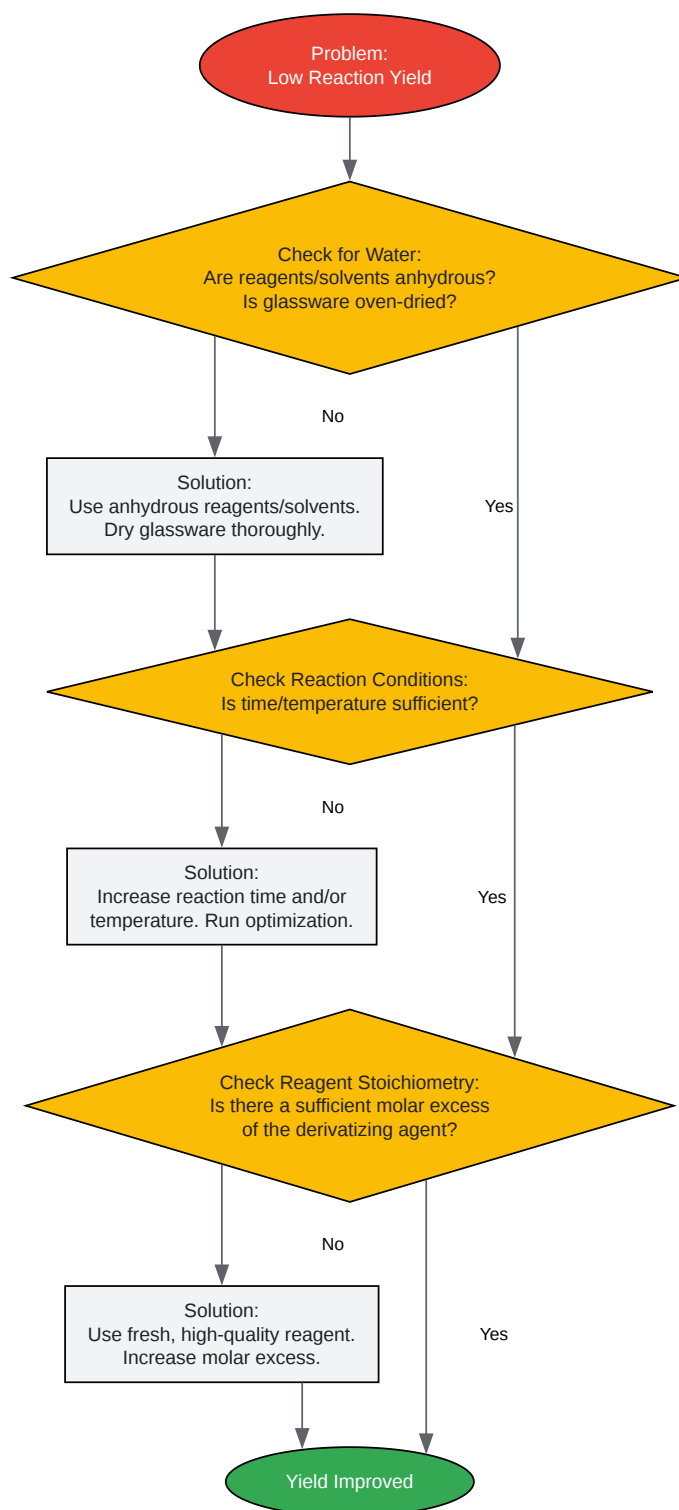 Problem:
Low Reaction Yield
Check for Water:
Are reagents/solvents anhydrous?
Is glassware oven-dried?
No
Solution:
Use anhydrous reagents/solvents.
Dry glassware thoroughly.
Yes
Check Reaction Conditions:
Is time/temperature sufficient?
No
Solution:
Increase reaction time and/or
temperature. Run optimization.
Yes
Check Reagent Stoichiometry:
Is there a sufficient molar excess
of the derivatizing agent?
No
Solution:
Use fresh, high-quality reagent.
Increase molar excess.
Yes
Yield Improved